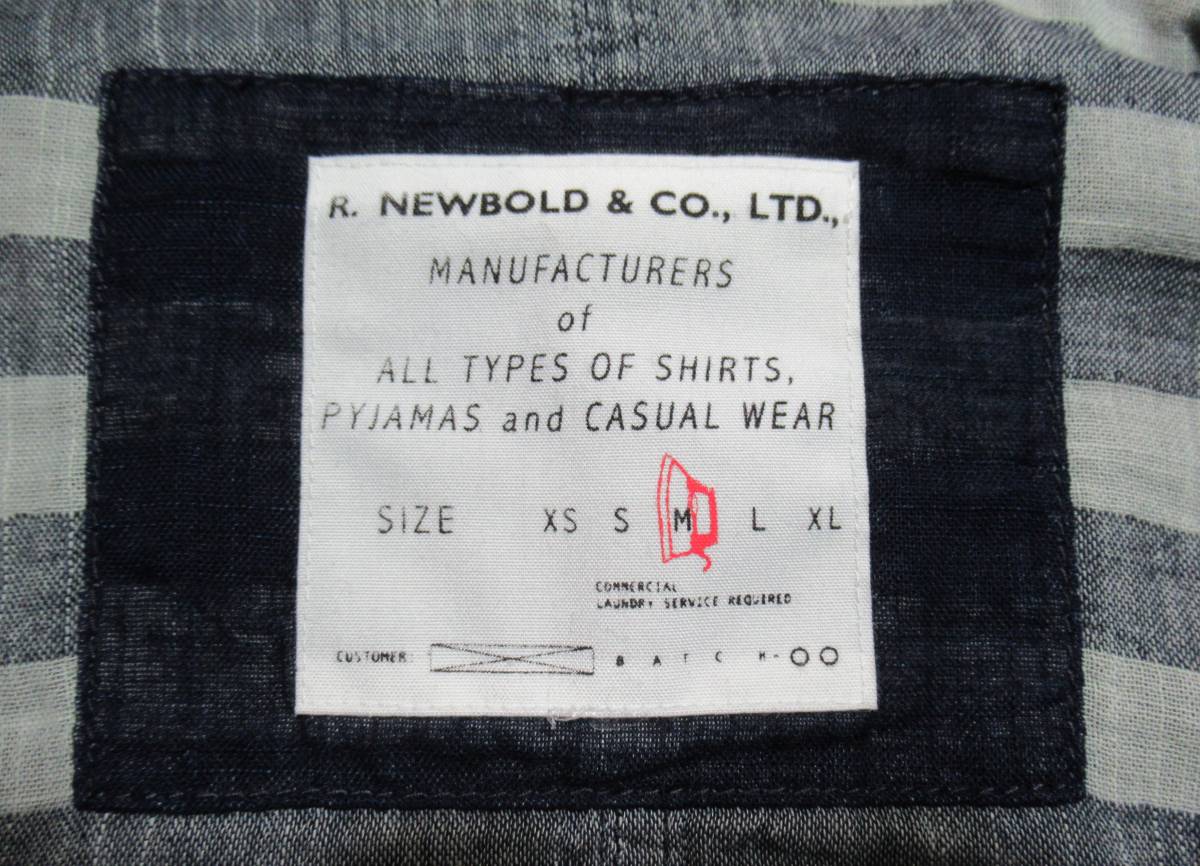 R. NEWBOLD & CO., LTD.,
MANUFACTURERS
of
ALL TYPES OF SHIRTS,
PYJAMAS and CASUAL WEAR
SIZE XS S M L XL
COMMERCIAL
LAUNDRY SERVICE REQUIRED
CUSTOMER: B A T C H-OO